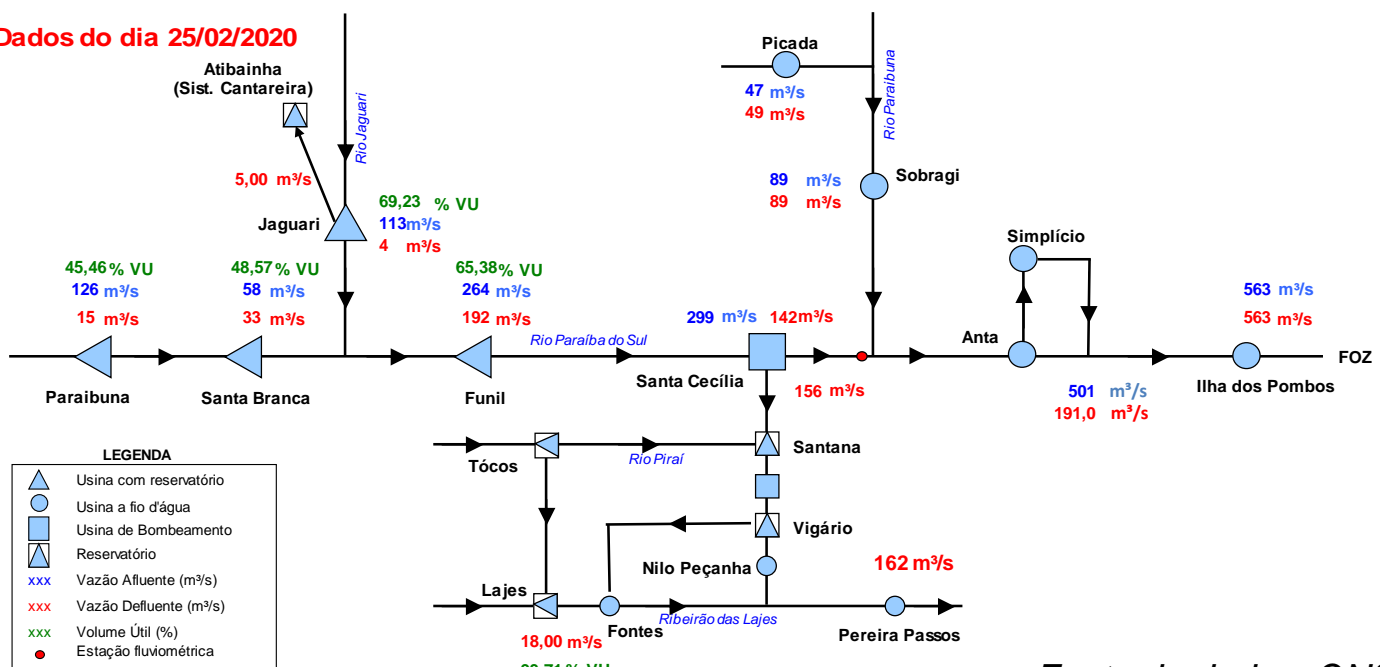 Dados do dia 25/02/2020
Atibainha
(Sist. Cantareira)
Rio Jaguari
5,00 m³/s
Jaguari
69,23 % VU
113 m³/s
4 m³/s
Picada
47 m³/s
49 m³/s
Rio Paraibuna
89 m³/s
89 m³/s
Sobragi
Simplício
45,46 % VU
126 m³/s
15 m³/s
Paraibuna
48,57 % VU
58 m³/s
33 m³/s
Santa Branca
65,38 % VU
264 m³/s
192 m³/s
Funil
Rio Paraíba do Sul
299 m³/s 142 m³/s
Santa Cecília
156 m³/s
Anta
501 m³/s
191,0 m³/s
563 m³/s
563 m³/s
Ilha dos Pombos
FOZ
Tócos
Rio Piraí
Santana
Vigário
Nilo Peçanha
162 m³/s
Lajes
Fontes
Ribeirão das Lajes
Pereira Passos
18,00 m³/s
LEGENDA
Usina com reservatório
Usina a fio d'água
Usina de Bombeamento
Reservatório
xxx Vazão Afluente (m³/s)
xxx Vazão Defluente (m³/s)
xxx Volume Útil (%)
Estação fluviométrica